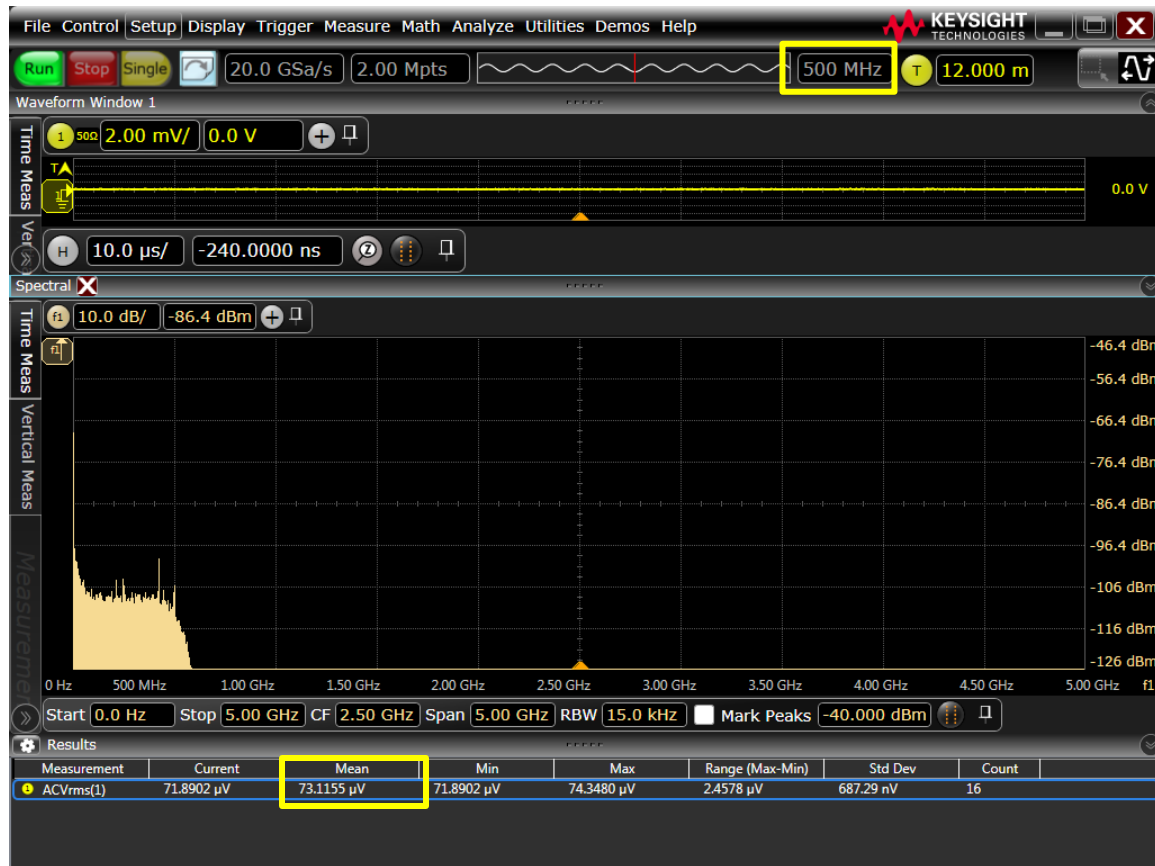 File Control Setup Display Trigger Measure Math Analyze Utilities Demos Help
KEYSIGHT
TECHNOLOGIES
Run Stop Single 20.0 GSa/s 2.00 Mpts 500 MHz T 12.000 m
Waveform Window 1
Time Meas
1 50Ω 2.00 mV/ 0.0 V
T
1
0.0 V
Ver
H 10.0 µs/ -240.0000 ns Z
Spectral
Time Meas
f1 10.0 dB/ -86.4 dBm
f1
-46.4 dBm
-56.4 dBm
-66.4 dBm
Vertical Meas
-76.4 dBm
-86.4 dBm
-96.4 dBm
-106 dBm
-116 dBm
-126 dBm
Measuremen
0 Hz 500 MHz 1.00 GHz 1.50 GHz 2.00 GHz 2.50 GHz 3.00 GHz 3.50 GHz 4.00 GHz 4.50 GHz 5.00 GHz f1
Start 0.0 Hz Stop 5.00 GHz CF 2.50 GHz Span 5.00 GHz RBW 15.0 kHz Mark Peaks -40.000 dBm
Results
Measurement Current Mean Min Max Range (Max-Min) Std Dev Count
1 ACVrms(1) 71.8902 µV 73.1155 µV 71.8902 µV 74.3480 µV 2.4578 µV 687.29 nV 16